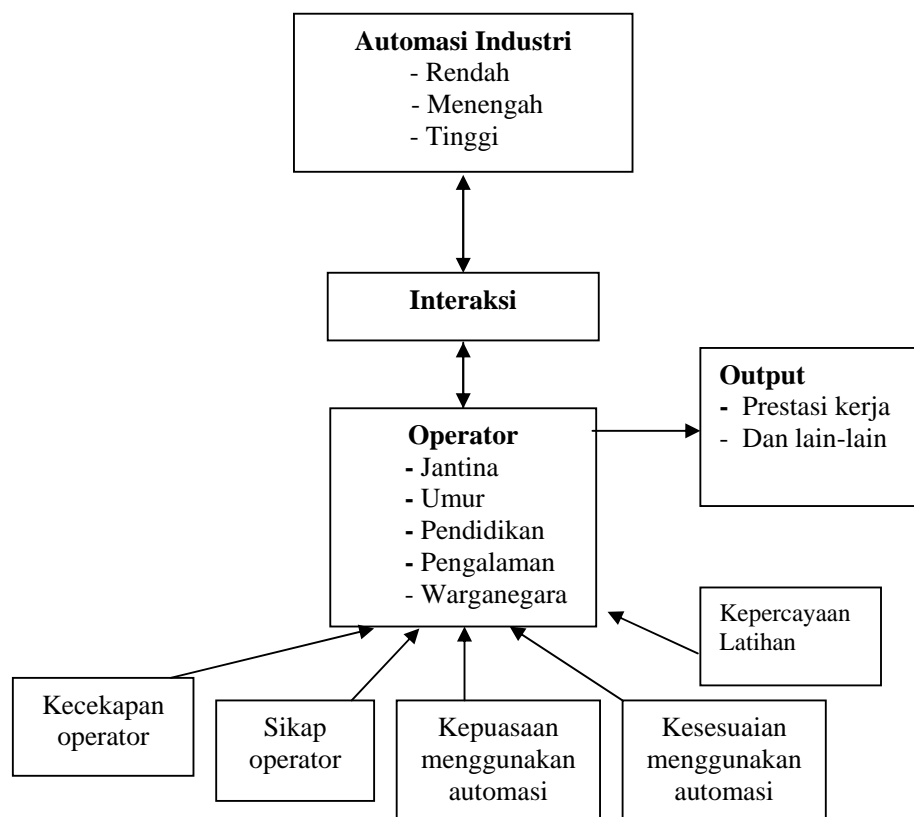 Automasi Industri
- Rendah
- Menengah
- Tinggi
Interaksi
Output
- Prestasi kerja
- Dan lain-lain
Operator
- Jantina
- Umur
- Pendidikan
- Pengalaman
- Warganegara
Kepercayaan
Latihan
Kecekapan
operator
Sikap
operator
Kepuasaan
menggunakan
automasi
Kesesuaian
menggunakan
automasi